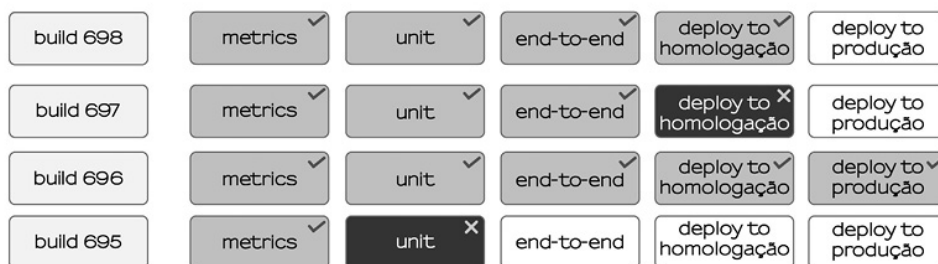 build 698 metrics unit end-to-end deploy to homologação deploy to produção
build 697 metrics unit end-to-end deploy to homologação deploy to produção
build 696 metrics unit end-to-end deploy to homologação deploy to produção
build 695 metrics unit end-to-end deploy to homologação deploy to produção